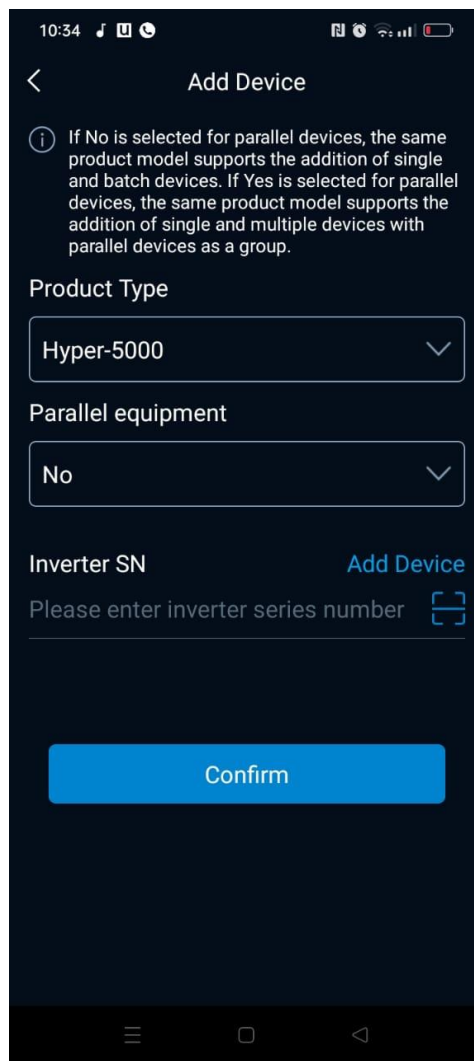 10:34
Add Device
If No is selected for parallel devices, the same
product model supports the addition of single
and batch devices. If Yes is selected for parallel
devices, the same product model supports the
addition of single and multiple devices with
parallel devices as a group.
Product Type
Hyper-5000
Parallel equipment
No
Inverter SN Add Device
Please enter inverter series number
Confirm